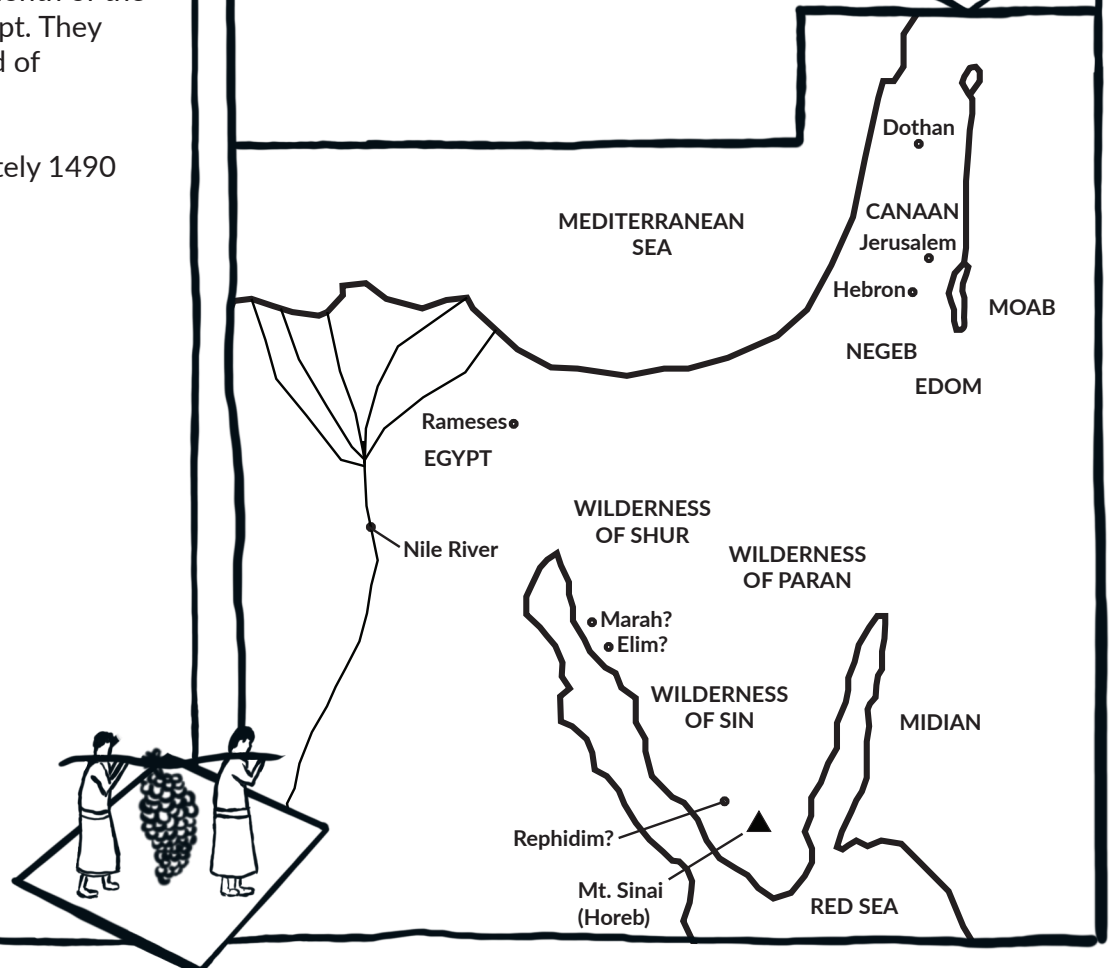 pt. They
of
1490
Dothan
CANAAN
Jerusalem
MEDITERRANEAN
SEA
Hebron
MOAB
NEGEB
EDOM
Rameses
EGYPT
Nile River
WILDERNESS
OF SHUR
WILDERNESS
OF PARAN
Marah?
Elim?
WILDERNESS
OF SIN
MIDIAN
Rephidim?
Mt. Sinai
(Horeb)
RED SEA